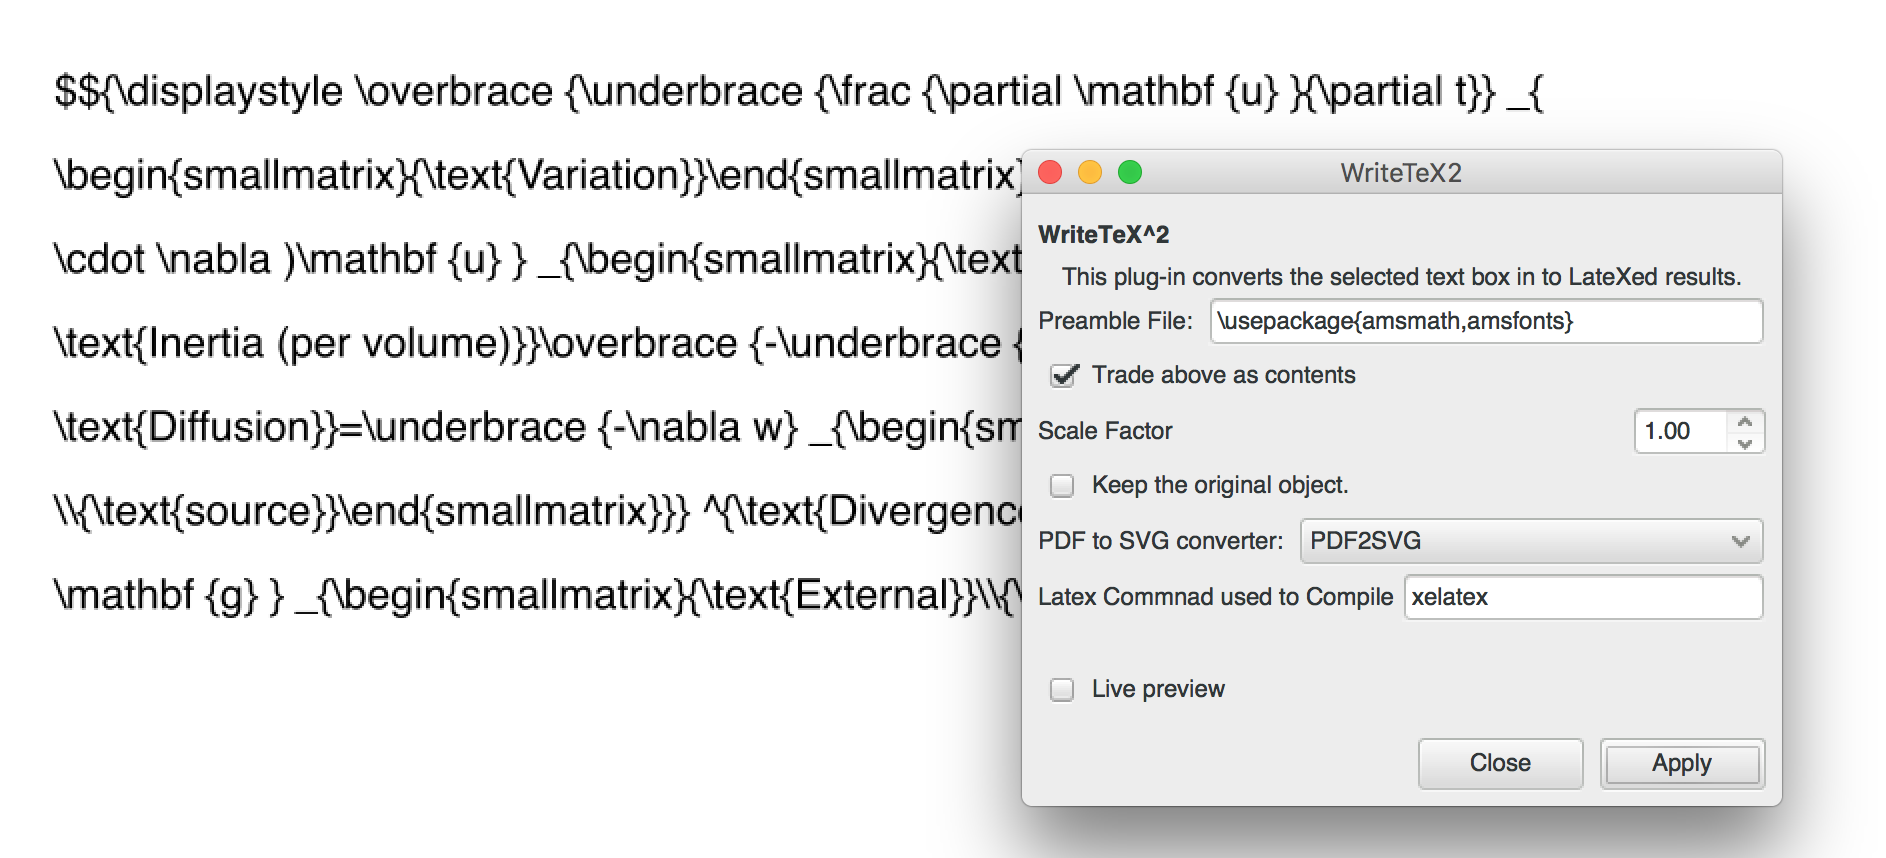 $${\displaystyle \overbrace {\underbrace {\frac {\partial \mathbf {u} }{\partial t}} _{
\begin{smallmatrix}{\text{Variation}}\end{smallmatrix}
\cdot \nabla )\mathbf {u} } _{\begin{smallmatrix}{\text
\text{Inertia (per volume)}}\overbrace {-\underbrace {
\text{Diffusion}}=\underbrace {-\nabla w} _{\begin{sm
\\{\text{source}}\end{smallmatrix}}} ^{\text{Divergenc
\mathbf {g} } _{\begin{smallmatrix}{\text{External}}\\{\
WriteTeX2
WriteTeX^2
This plug-in converts the selected text box in to LateXed results.
Preamble File: \usepackage{amsmath,amsfonts}
Trade above as contents
Scale Factor 1.00
Keep the original object.
PDF to SVG converter: PDF2SVG
Latex Commnad used to Compile xelatex
Live preview
Close Apply